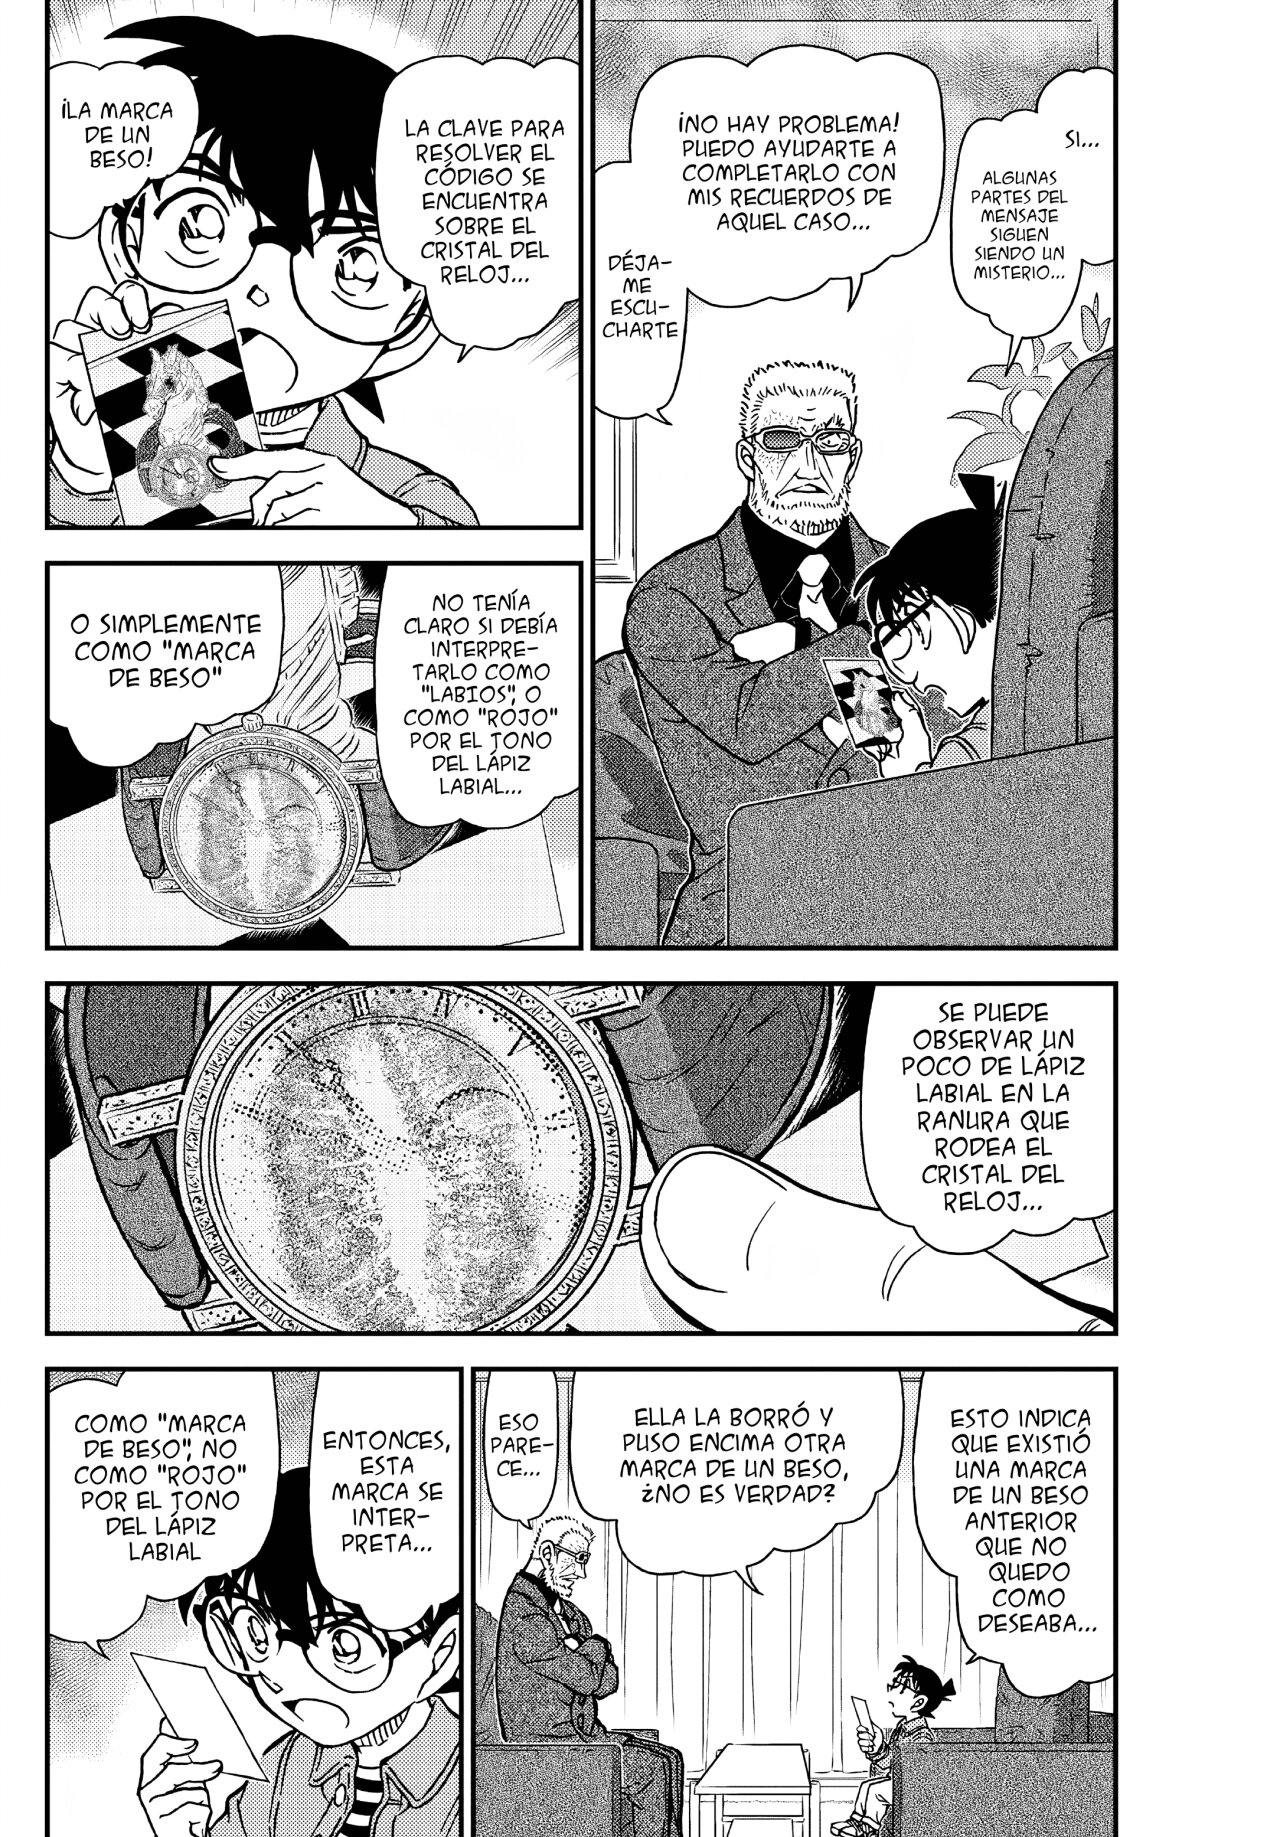 SI...
ALGUNAS
PARTES DEL
MENSAJE
SIGUEN
SIENDO UN
MISTERIO...
¡NO HAY PROBLEMA!
PUEDO AYUDARTE A
COMPLETARLO CON
MIS RECUERDOS DE
AQUEL CASO...
DÉJA-
ME
ESCU-
CHARTE
LA CLAVE PARA
RESOLVER EL
CÓDIGO SE
ENCUENTRA
SOBRE EL
CRISTAL DEL
RELOJ...
¡LA MARCA
DE UN
BESO!
NO TENÍA
CLARO SI DEBÍA
INTERPRE-
TARLO COMO
"LABIOS", O
COMO "ROJO"
POR EL TONO
DEL LÁPIZ
LABIAL...
O SIMPLEMENTE
COMO "MARCA
DE BESO"
SE PUEDE
OBSERVAR UN
POCO DE LÁPIZ
LABIAL EN LA
RANURA QUE
RODEA EL
CRISTAL DEL
RELOJ...
ESTO INDICA
QUE EXISTIÓ
UNA MARCA
DE UN BESO
ANTERIOR
QUE NO
QUEDO
COMO
DESEABA...
ELLA LA BORRÓ Y
PUSO ENCIMA OTRA
MARCA DE UN BESO,
¿NO ES VERDAD?
ESO
PARE-
CE...
ENTONCES,
ESTA
MARCA SE
INTER-
PRETA...
COMO "MARCA
DE BESO", NO
COMO "ROJO"
POR EL TONO
DEL LÁPIZ
LABIAL